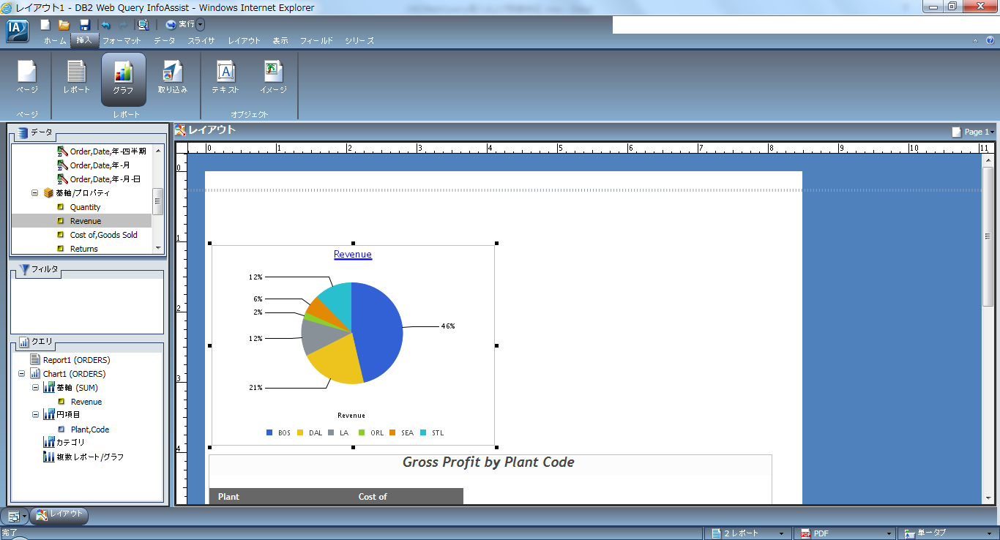 レイアウト1 - DB2 Web Query InfoAssist - Windows Internet Explorer
IA
実行
ホーム 挿入 フォーマット データ スライサ レイアウト 表示 フィールド シリーズ
ページ レポート グラフ 取り込み テキスト イメージ
ページ レポート オブジェクト
データ
Order,Date,年-四半期
Order,Date,年-月
Order,Date,年-月-日
基軸/プロパティ
Quantity
Revenue
Cost of,Goods Sold
Returns
フィルタ
クエリ
Report1 (ORDERS)
Chart1 (ORDERS)
基軸 (SUM)
Revenue
円項目
Plant,Code
カテゴリ
複数レポート/グラフ
レイアウト
Page 1
0 1 2 3 4 5 6 7 8 9 10 11
0
1
2
3
4
Revenue
12%
6%
2%
12%
21%
46%
Revenue
BOS DAL LA ORL SEA STL
Gross Profit by Plant Code
Plant Cost of
レイアウト
完了
2 レポート
PDF
単一タブ